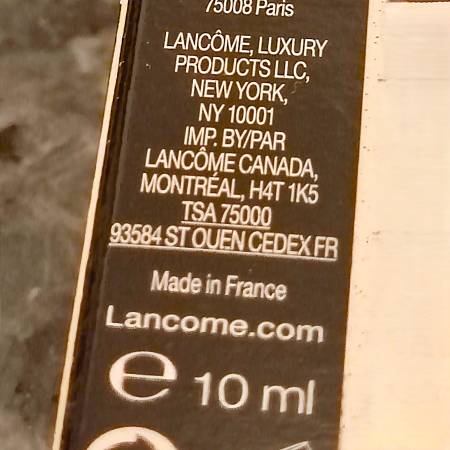 75008 Paris
LANCÔME, LUXURY
PRODUCTS LLC,
NEW YORK,
NY 10001
IMP. BY/PAR
LANCÔME CANADA,
MONTRÉAL, H4T 1K5
TSA 75000
93584 ST OUEN CEDEX FR
Made in France
Lancome.com
℮ 10 ml